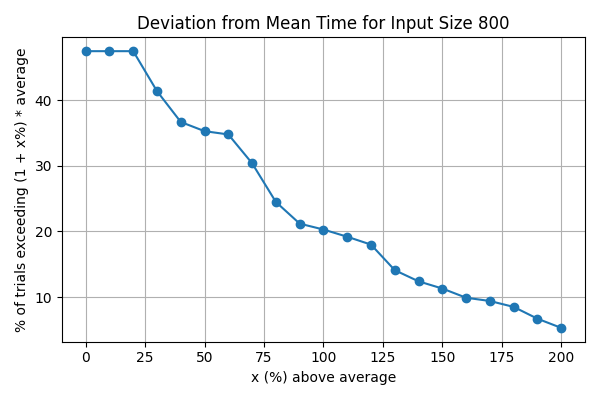 Deviation from Mean Time for Input Size 800
% of trials exceeding (1 + x%) * average
40
30
20
10
0 25 50 75 100 125 150 175 200
x (%) above average